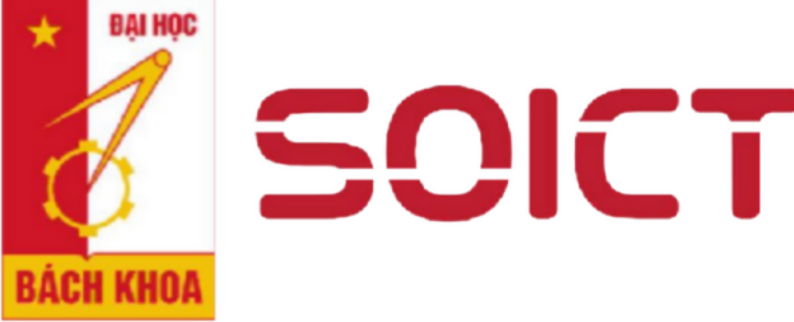 ĐẠI HỌC
BÁCH KHOA
SOICT